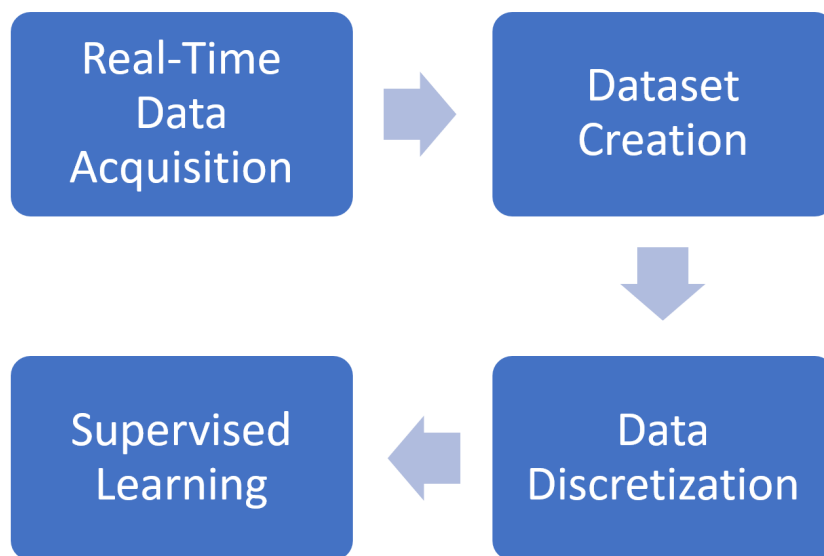 Real-Time
Data
Acquisition
Dataset
Creation
Data
Discretization
Supervised
Learning